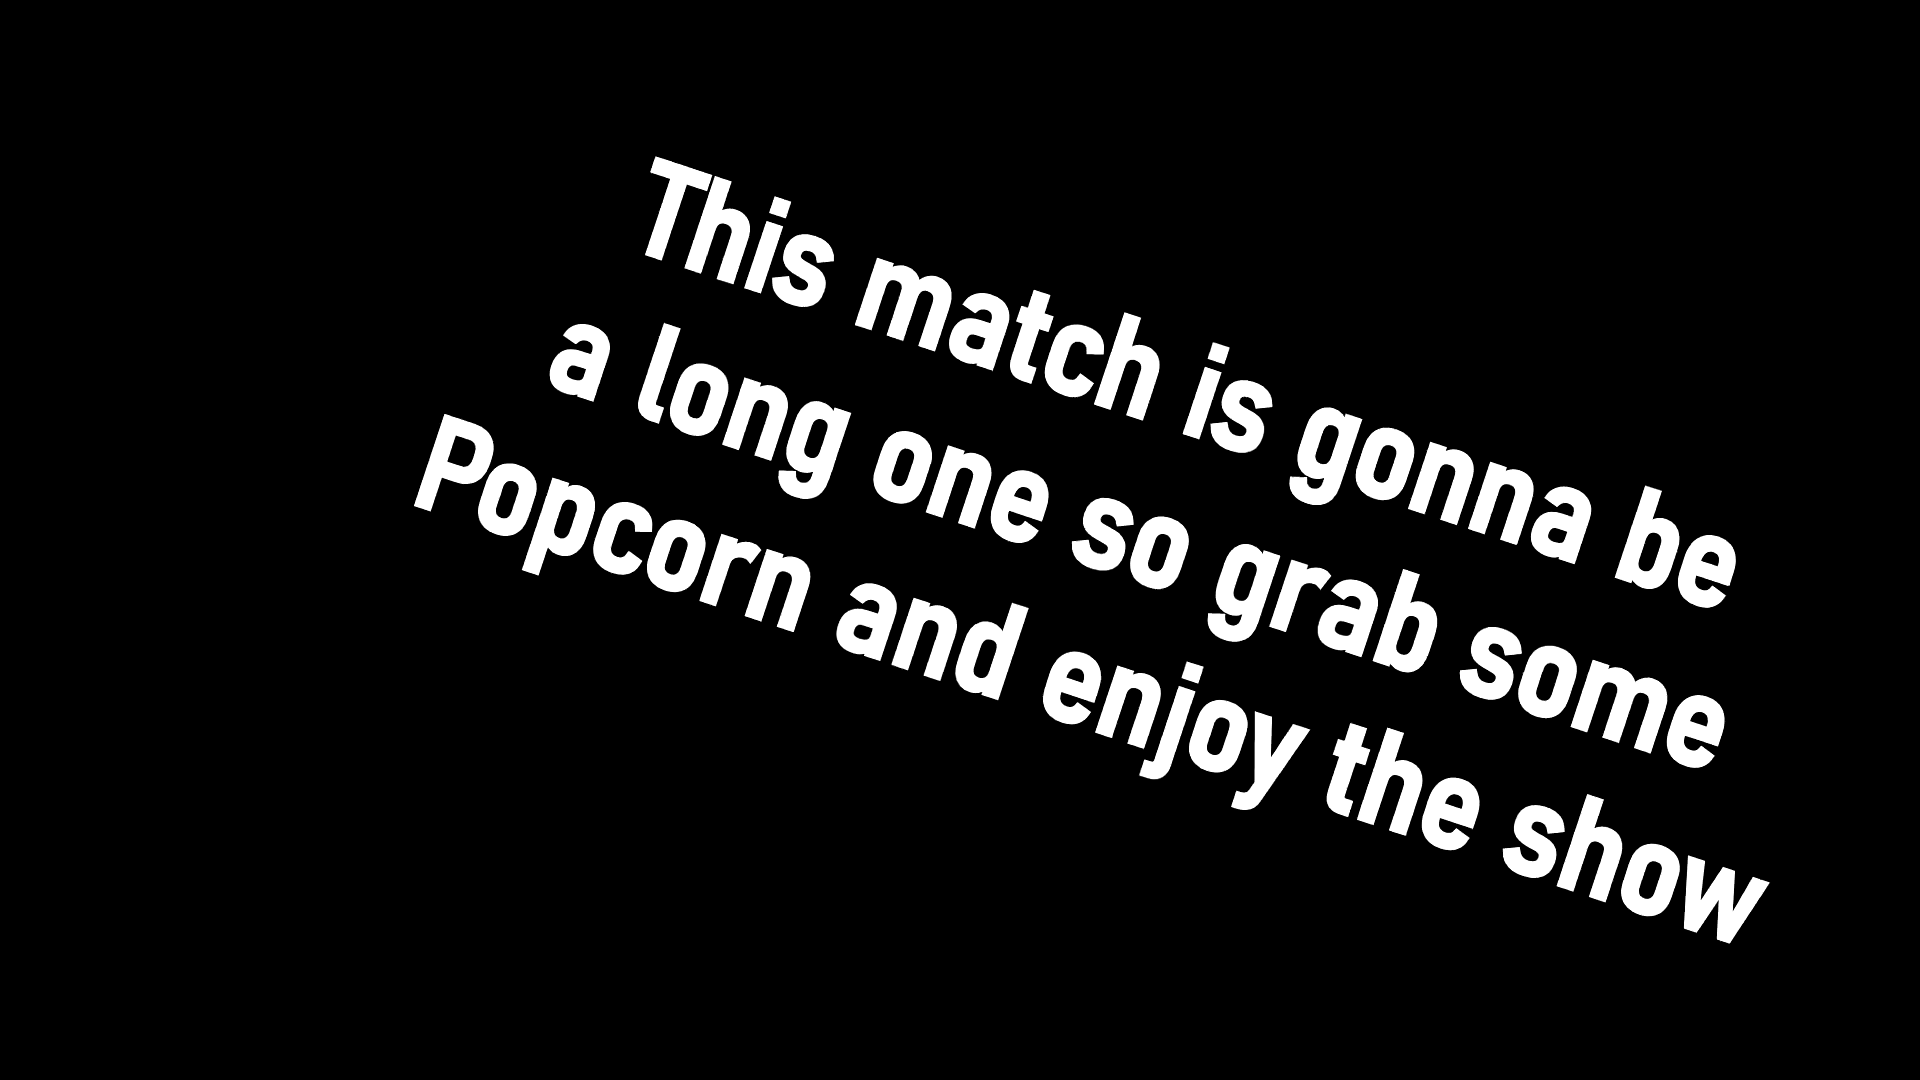 This match is gonna be
a long one so grab some
Popcorn and enjoy the show